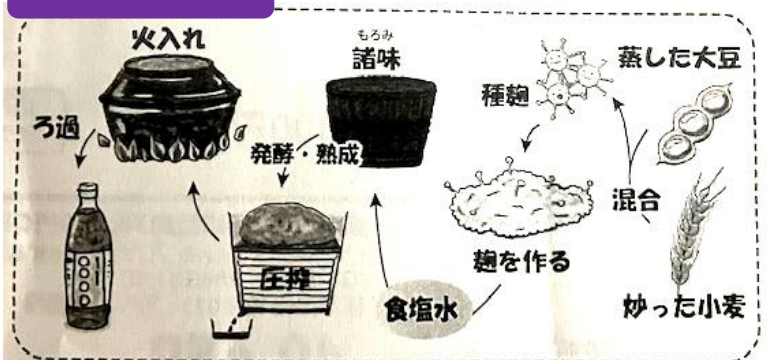 蒸した大豆
炒った小麦
混合
種麹
麹を作る
食塩水
もろみ
諸味
発酵・熟成
圧搾
火入れ
ろ過